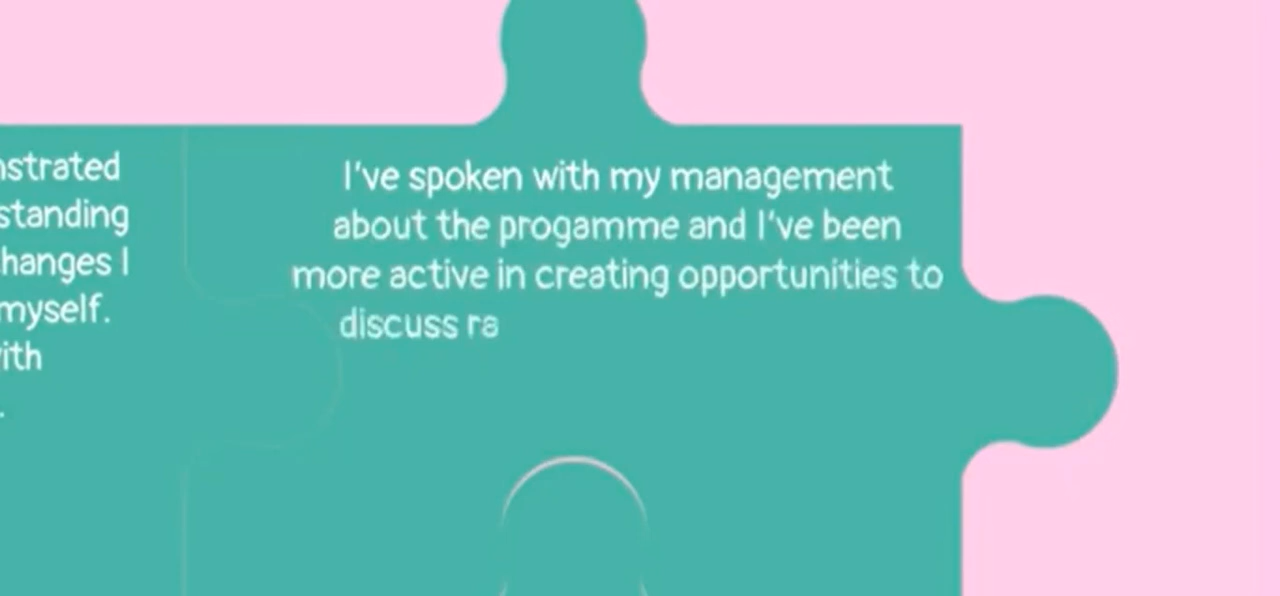 nstrated
standing
hanges I
myself.
ith
.
I've spoken with my management
about the progamme and I've been
more active in creating opportunities to
discuss ra